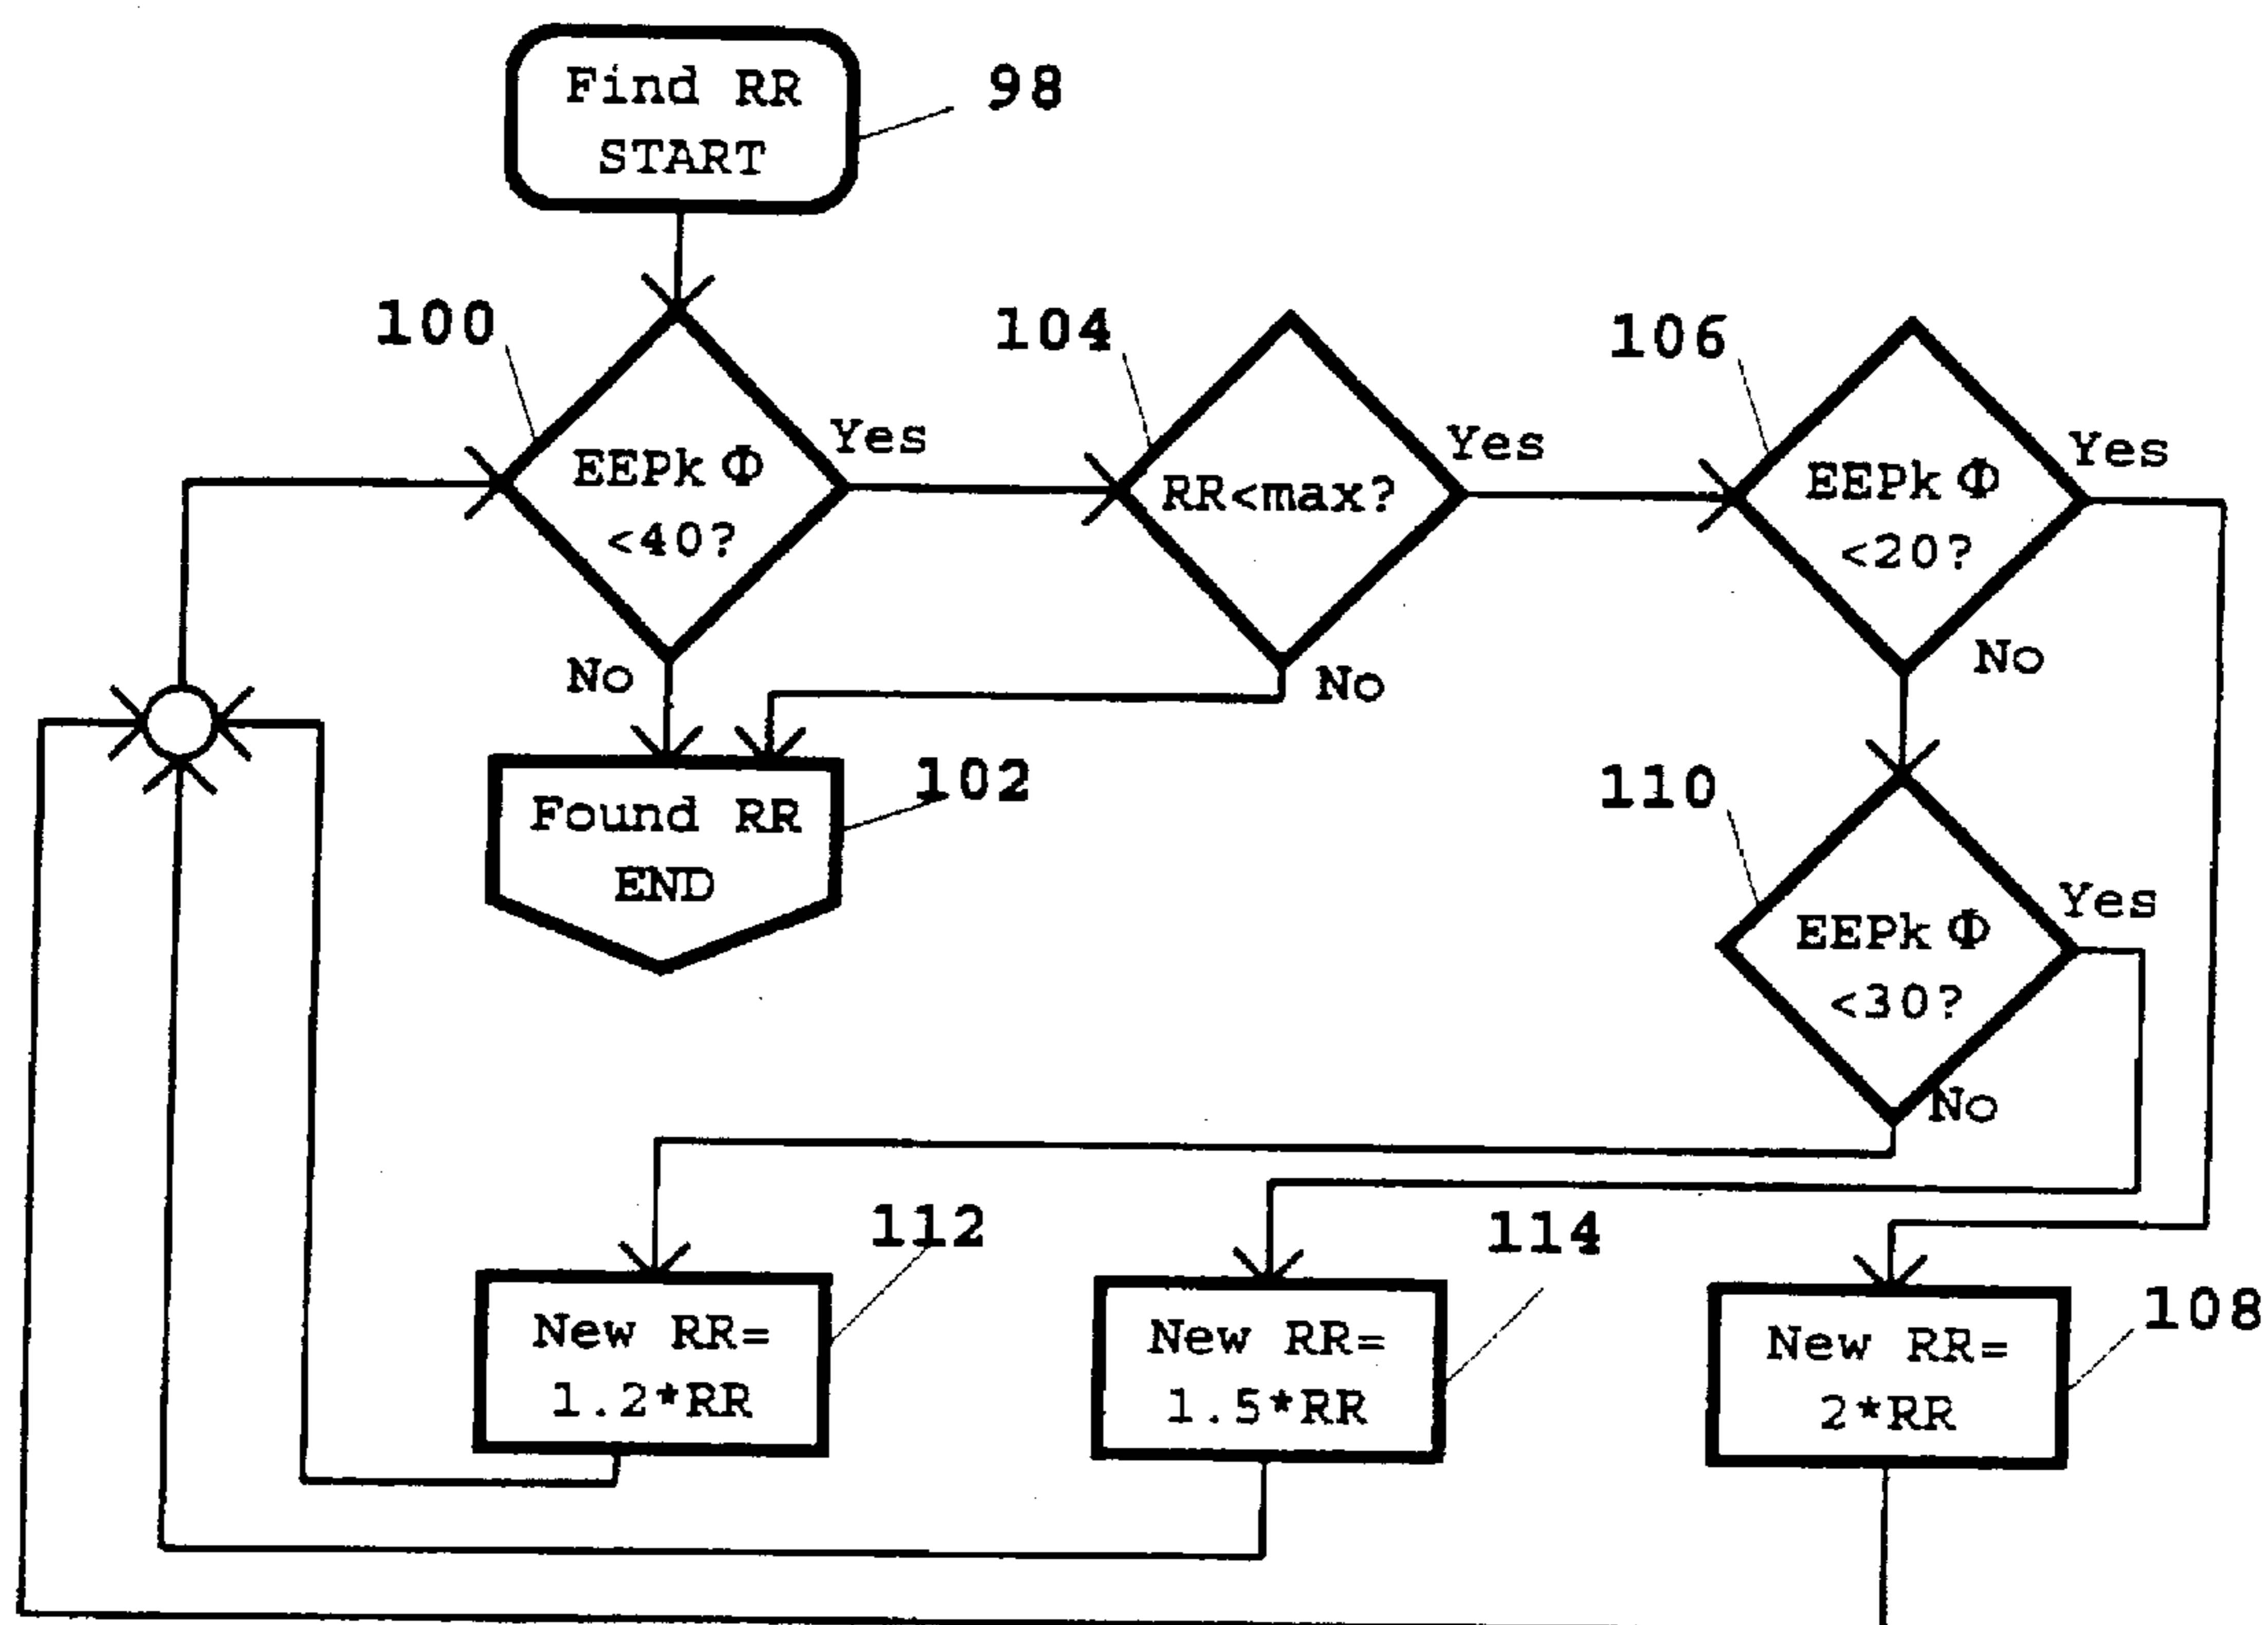 Find RR
START
98
100
EEPk Φ
<40?
Yes
No
104
RR<max?
Yes
No
106
EEPk Φ
<20?
Yes
No
Found RR
END
102
110
EEPk Φ
<30?
Yes
No
New RR=
1.2*RR
112
New RR=
1.5*RR
114
New RR=
2*RR
108